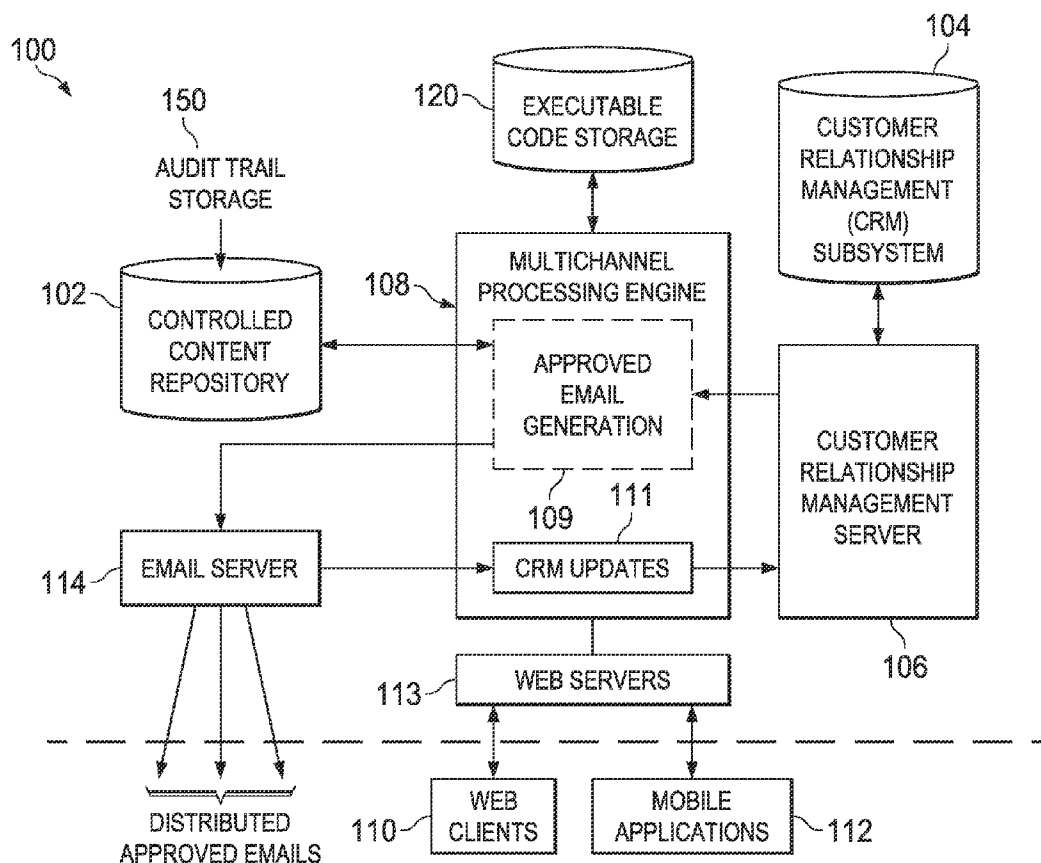 100
150
AUDIT TRAIL
STORAGE
120
EXECUTABLE
CODE STORAGE
104
CUSTOMER
RELATIONSHIP
MANAGEMENT
(CRM)
SUBSYSTEM
102
CONTROLLED
CONTENT
REPOSITORY
108
MULTICHANNEL
PROCESSING ENGINE
APPROVED
EMAIL
GENERATION
109
111
CRM UPDATES
CUSTOMER
RELATIONSHIP
MANAGEMENT
SERVER
106
114
EMAIL SERVER
113
WEB SERVERS
DISTRIBUTED
APPROVED EMAILS
110
WEB
CLIENTS
MOBILE
APPLICATIONS
112